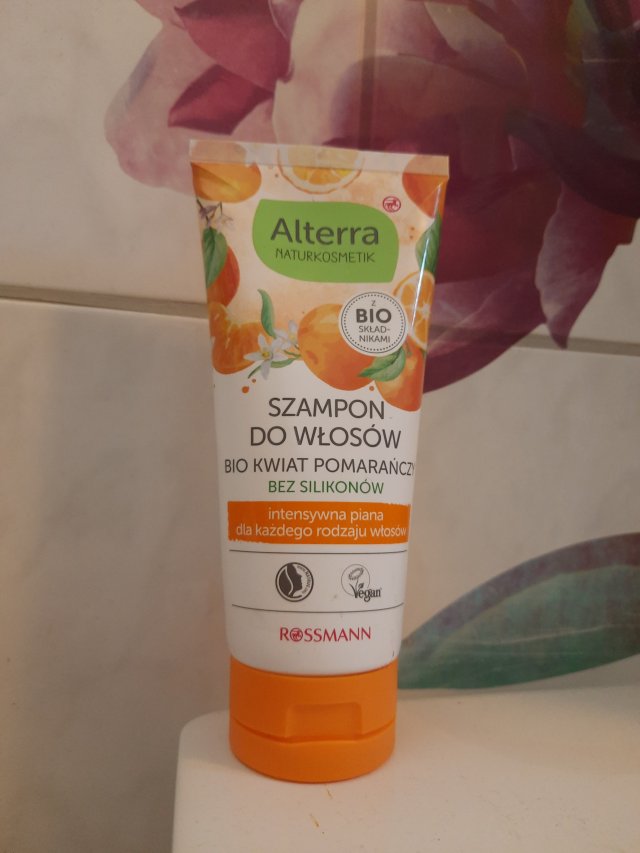 Alterra
NATURKOSMETIK
Z
BIO
SKŁAD-
NIKAMI
SZAMPON
DO WŁOSÓW
BIO KWIAT POMARAŃCZY
BEZ SILIKONÓW
intensywna piana
dla każdego rodzaju włosów
Vegan
ROSSMANN